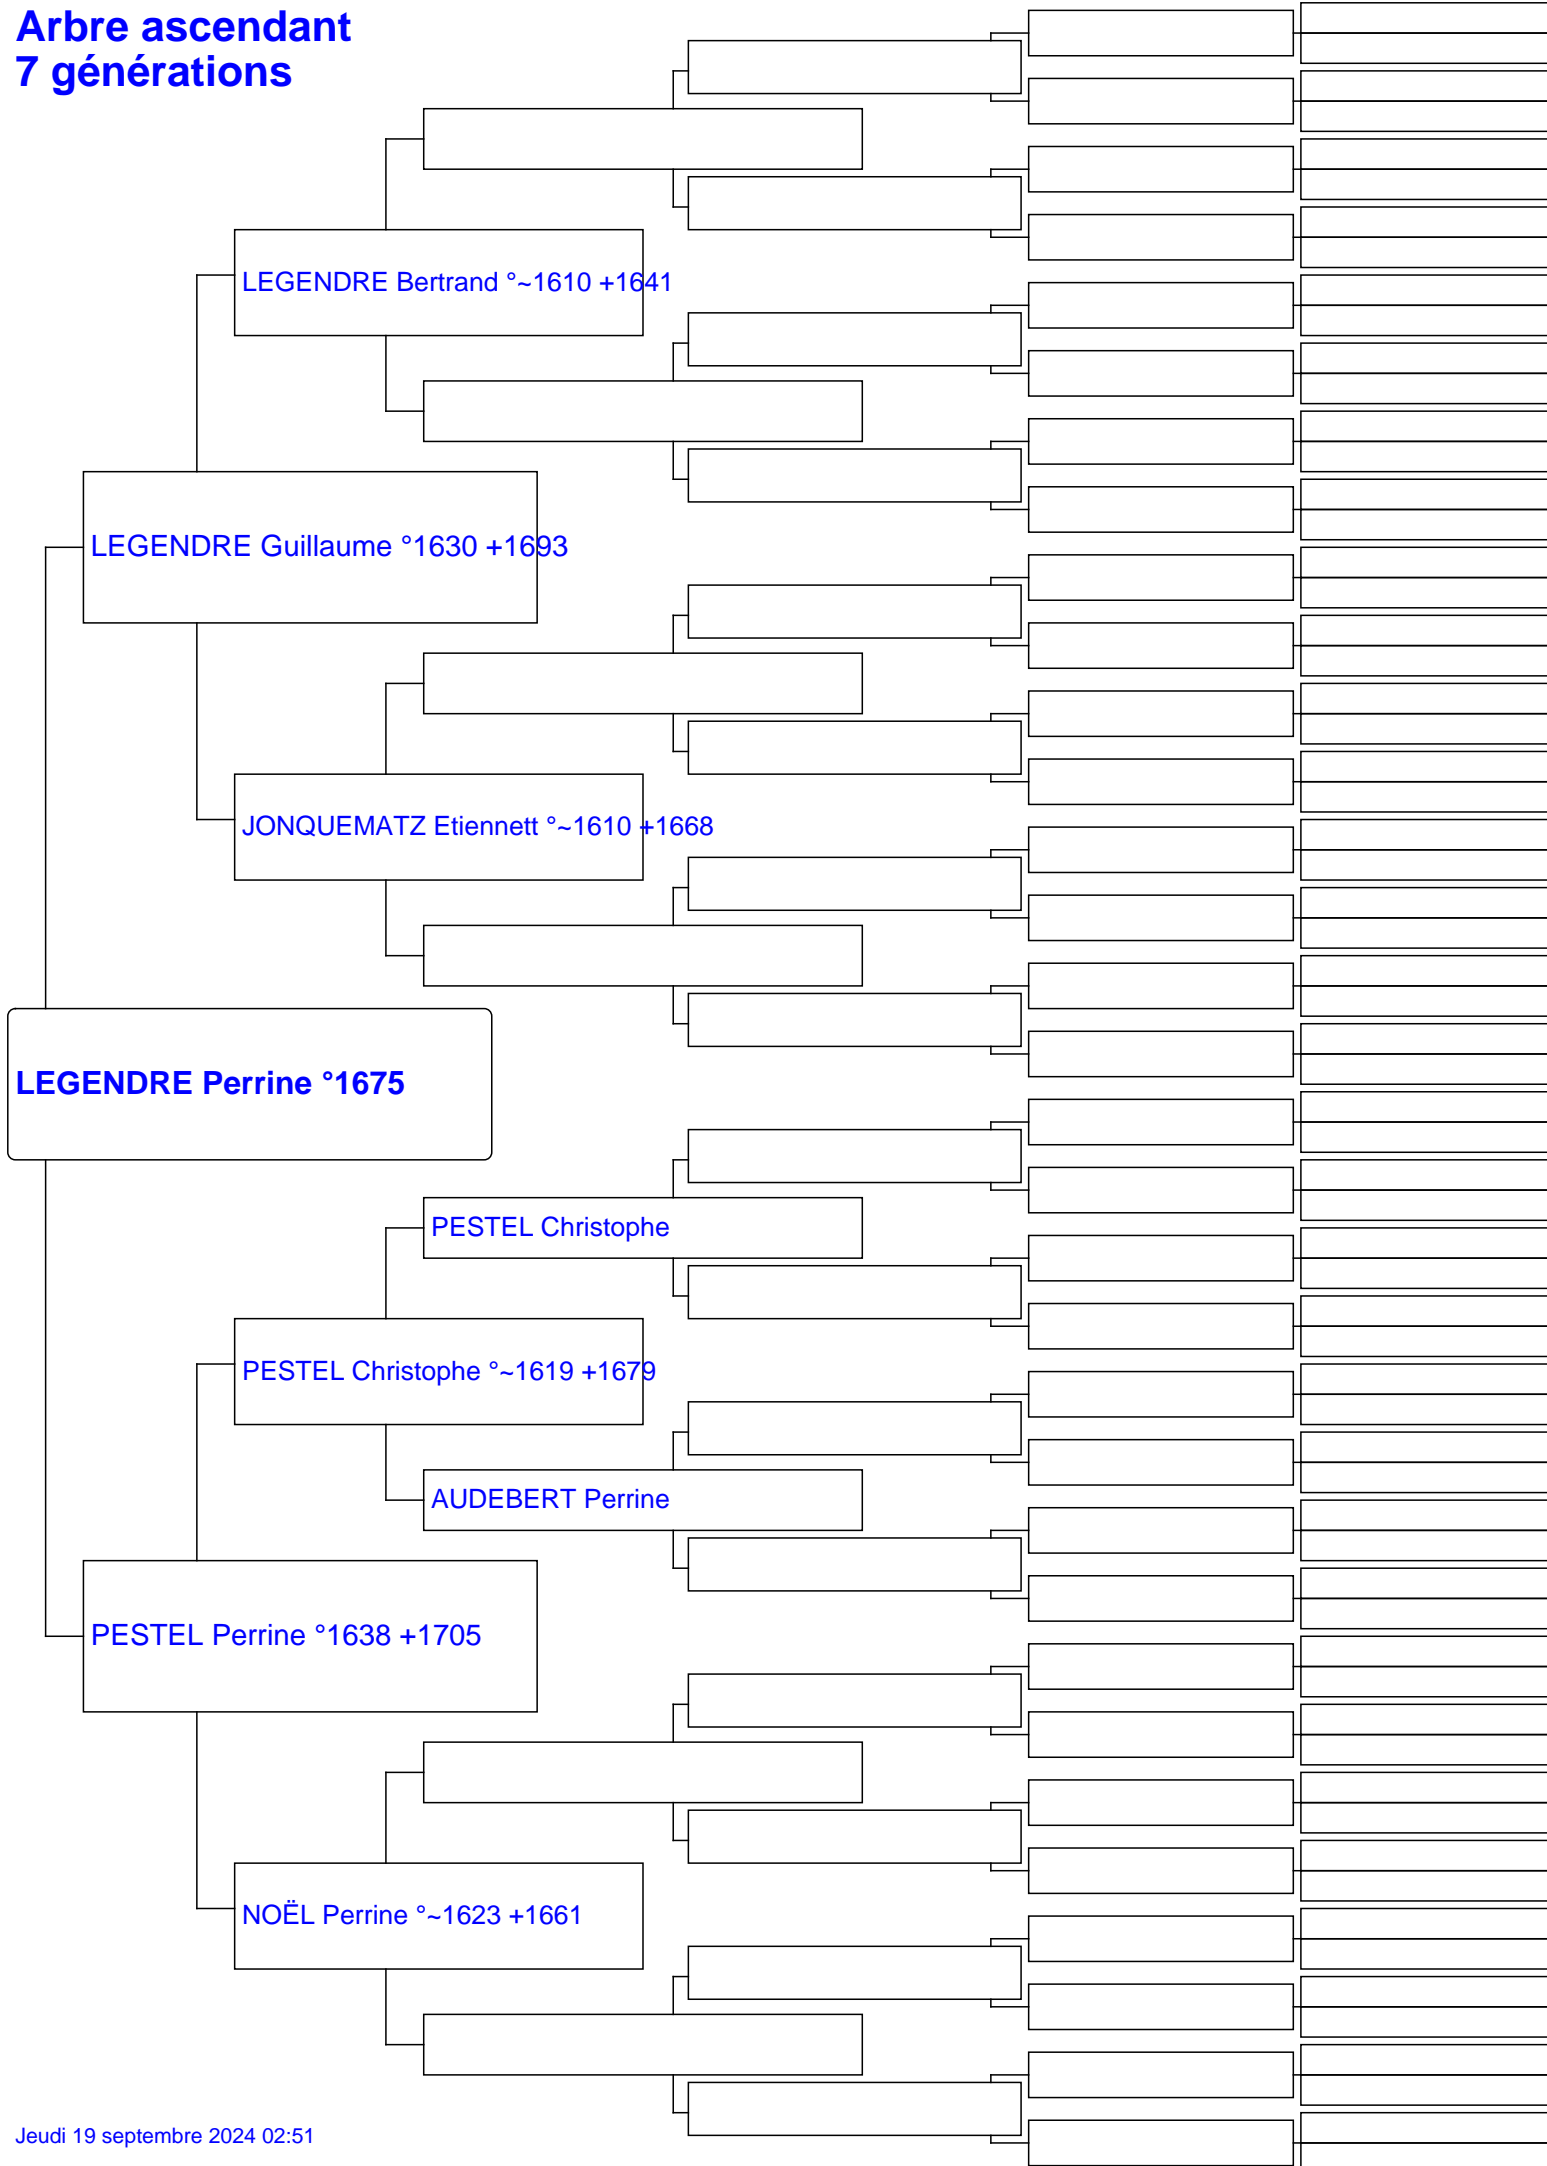 Arbre ascendant
7 générations
LEGENDRE Bertrand °~1610 +1641
LEGENDRE Guillaume °1630 +1693
JONQUEMATZ Etiennett °~1610 +1668
LEGENDRE Perrine °1675
PESTEL Christophe
PESTEL Christophe °~1619 +1679
AUDEBERT Perrine
PESTEL Perrine °1638 +1705
NOËL Perrine °~1623 +1661
Jeudi 19 septembre 2024 02:51